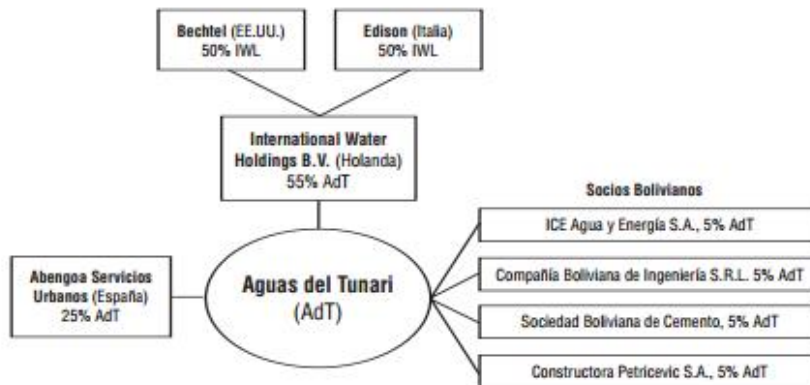 Bechtel (EE.UU.)
50% IWL
Edison (Italia)
50% IWL
International Water
Holdings B.V. (Holanda)
55% AdT
Socios Bolivianos
ICE Agua y Energía S.A., 5% AdT
Abengoa Servicios
Urbanos (España)
25% AdT
Aguas del Tunari
(AdT)
Compañía Boliviana de Ingeniería S.R.L. 5% AdT
Sociedad Boliviana de Cemento, 5% AdT
Constructora Petricevic S.A., 5% AdT